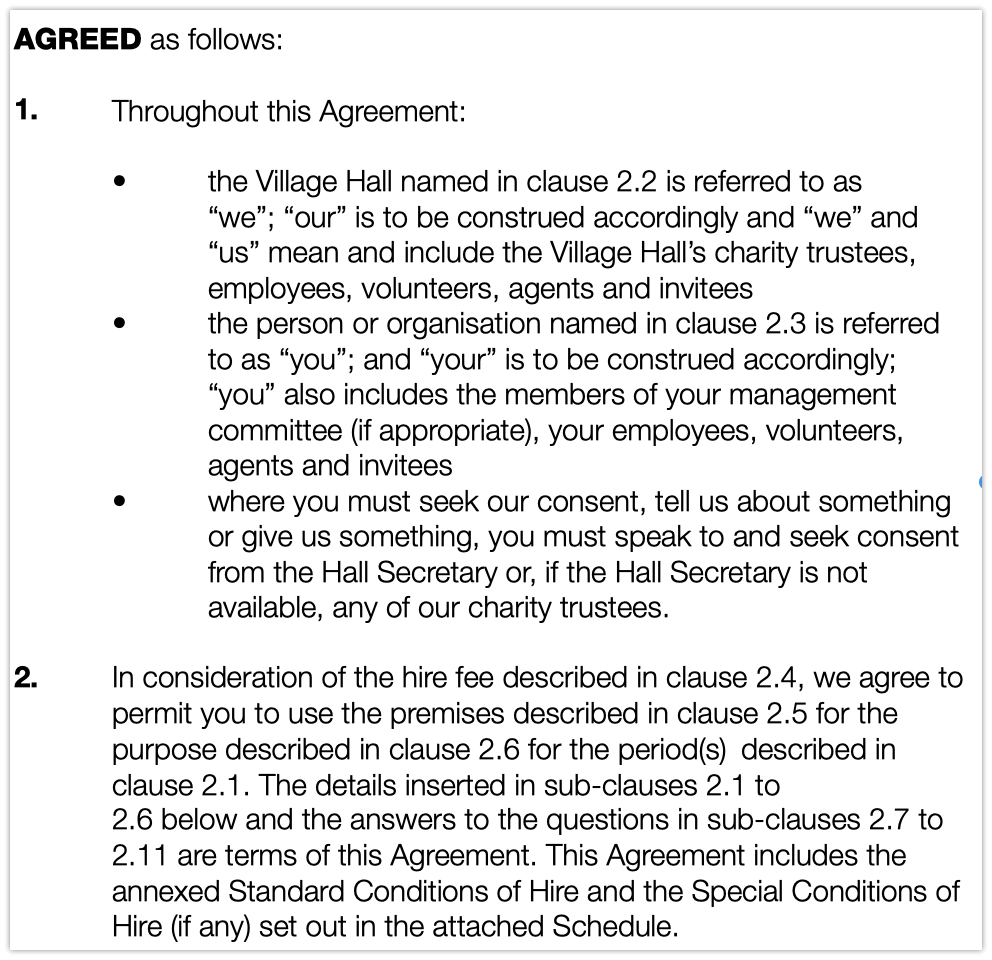 AGREED as follows:
1. Throughout this Agreement:
• the Village Hall named in clause 2.2 is referred to as
“we”; “our” is to be construed accordingly and “we” and
“us” mean and include the Village Hall’s charity trustees,
employees, volunteers, agents and invitees
• the person or organisation named in clause 2.3 is referred
to as “you”; and “your” is to be construed accordingly;
“you” also includes the members of your management
committee (if appropriate), your employees, volunteers,
agents and invitees
• where you must seek our consent, tell us about something
or give us something, you must speak to and seek consent
from the Hall Secretary or, if the Hall Secretary is not
available, any of our charity trustees.
2. In consideration of the hire fee described in clause 2.4, we agree to
permit you to use the premises described in clause 2.5 for the
purpose described in clause 2.6 for the period(s) described in
clause 2.1. The details inserted in sub-clauses 2.1 to
2.6 below and the answers to the questions in sub-clauses 2.7 to
2.11 are terms of this Agreement. This Agreement includes the
annexed Standard Conditions of Hire and the Special Conditions of
Hire (if any) set out in the attached Schedule.